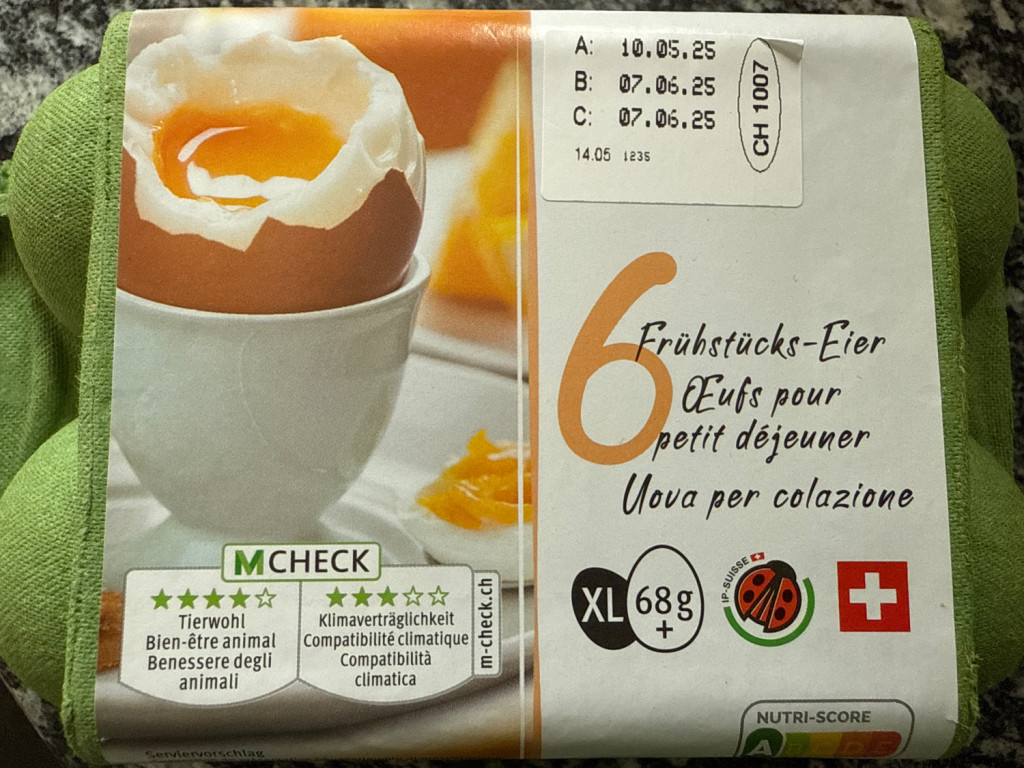 A: 10.05.25
B: 07.06.25
C: 07.06.25
14.05 1235
CH 1007
6
Frühstücks-Eier
Œufs pour
petit déjeuner
Uova per colazione
XL
68g
+
IP-SUISSE
MCHECK
Tierwohl
Bien-être animal
Benessere degli
animali
Klimaverträglichkeit
Compatibilité climatique
Compatibilità
climatica
m-check.ch
NUTRI-SCORE
A
Serviervorschlag